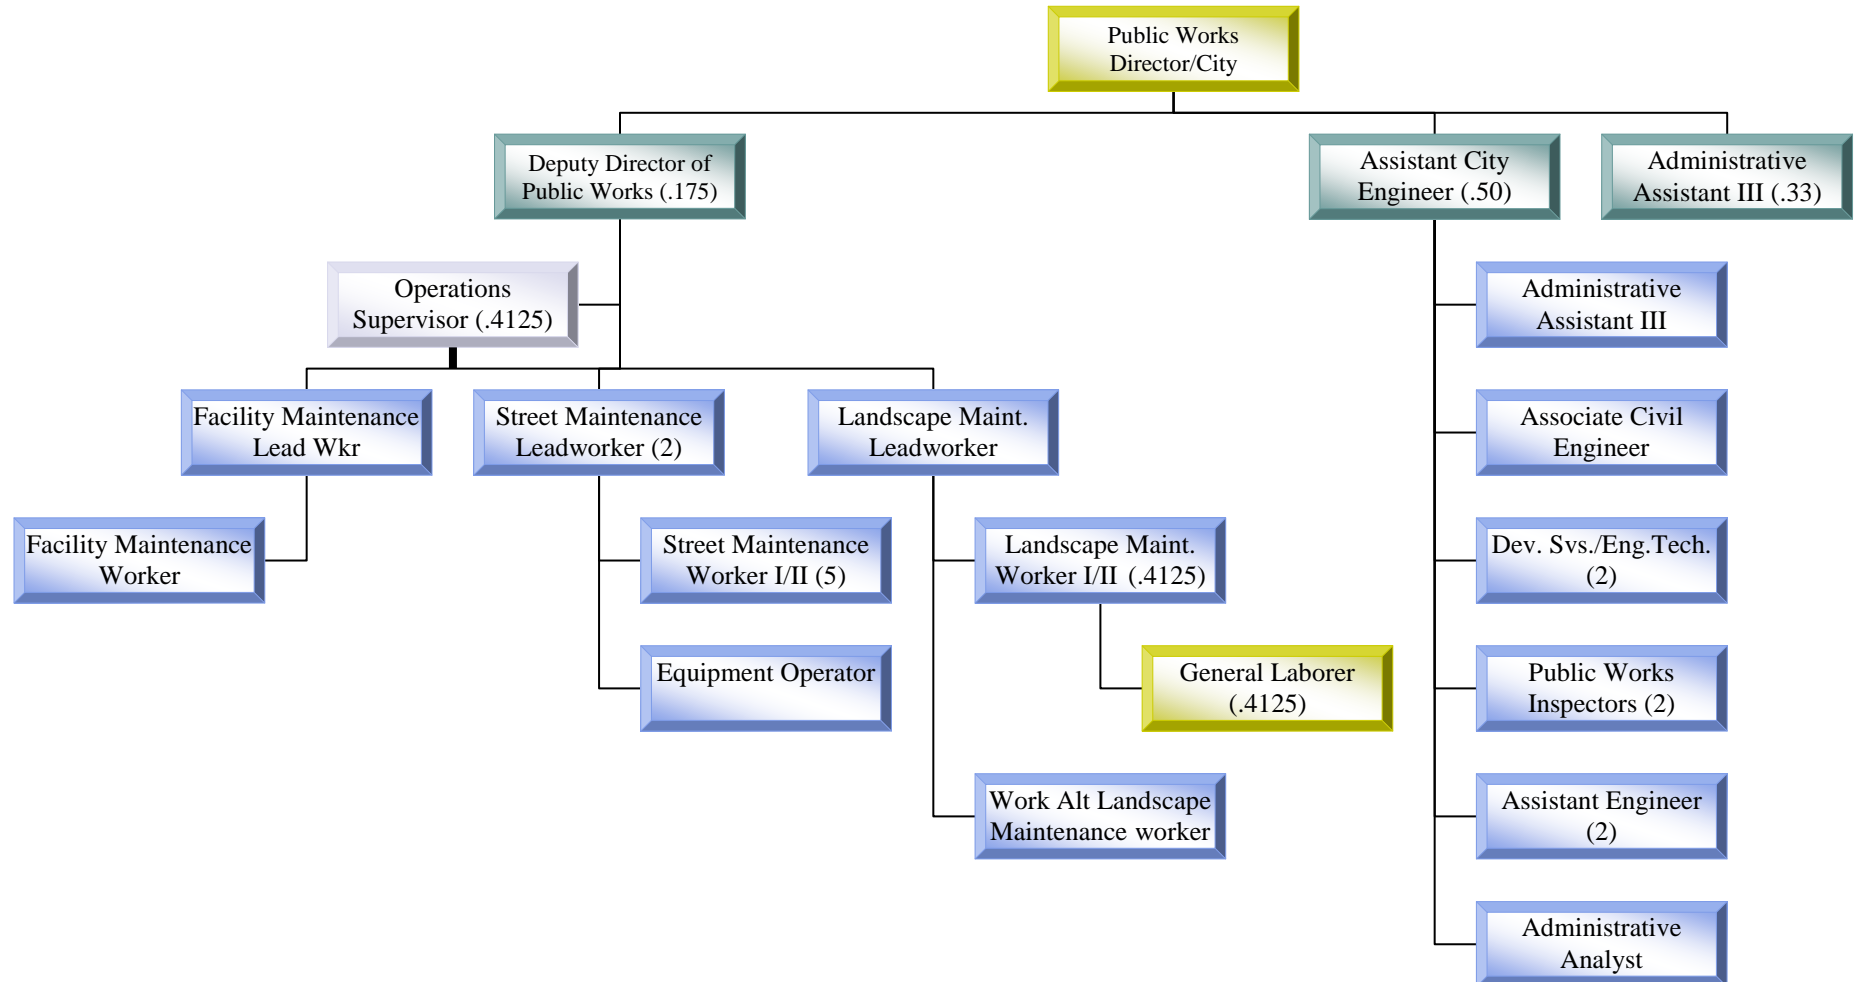 Public Works
Director/City
Deputy Director of
Public Works (.175)
Assistant City
Engineer (.50)
Administrative
Assistant III (.33)
Operations
Supervisor (.4125)
Administrative
Assistant III
Facility Maintenance
Lead Wkr
Street Maintenance
Leadworker (2)
Landscape Maint.
Leadworker
Associate Civil
Engineer
Facility Maintenance
Worker
Street Maintenance
Worker I/II (5)
Landscape Maint.
Worker I/II (.4125)
Dev. Svs./Eng.Tech.
(2)
Equipment Operator
General Laborer
(.4125)
Public Works
Inspectors (2)
Work Alt Landscape
Maintenance worker
Assistant Engineer
(2)
Administrative
Analyst